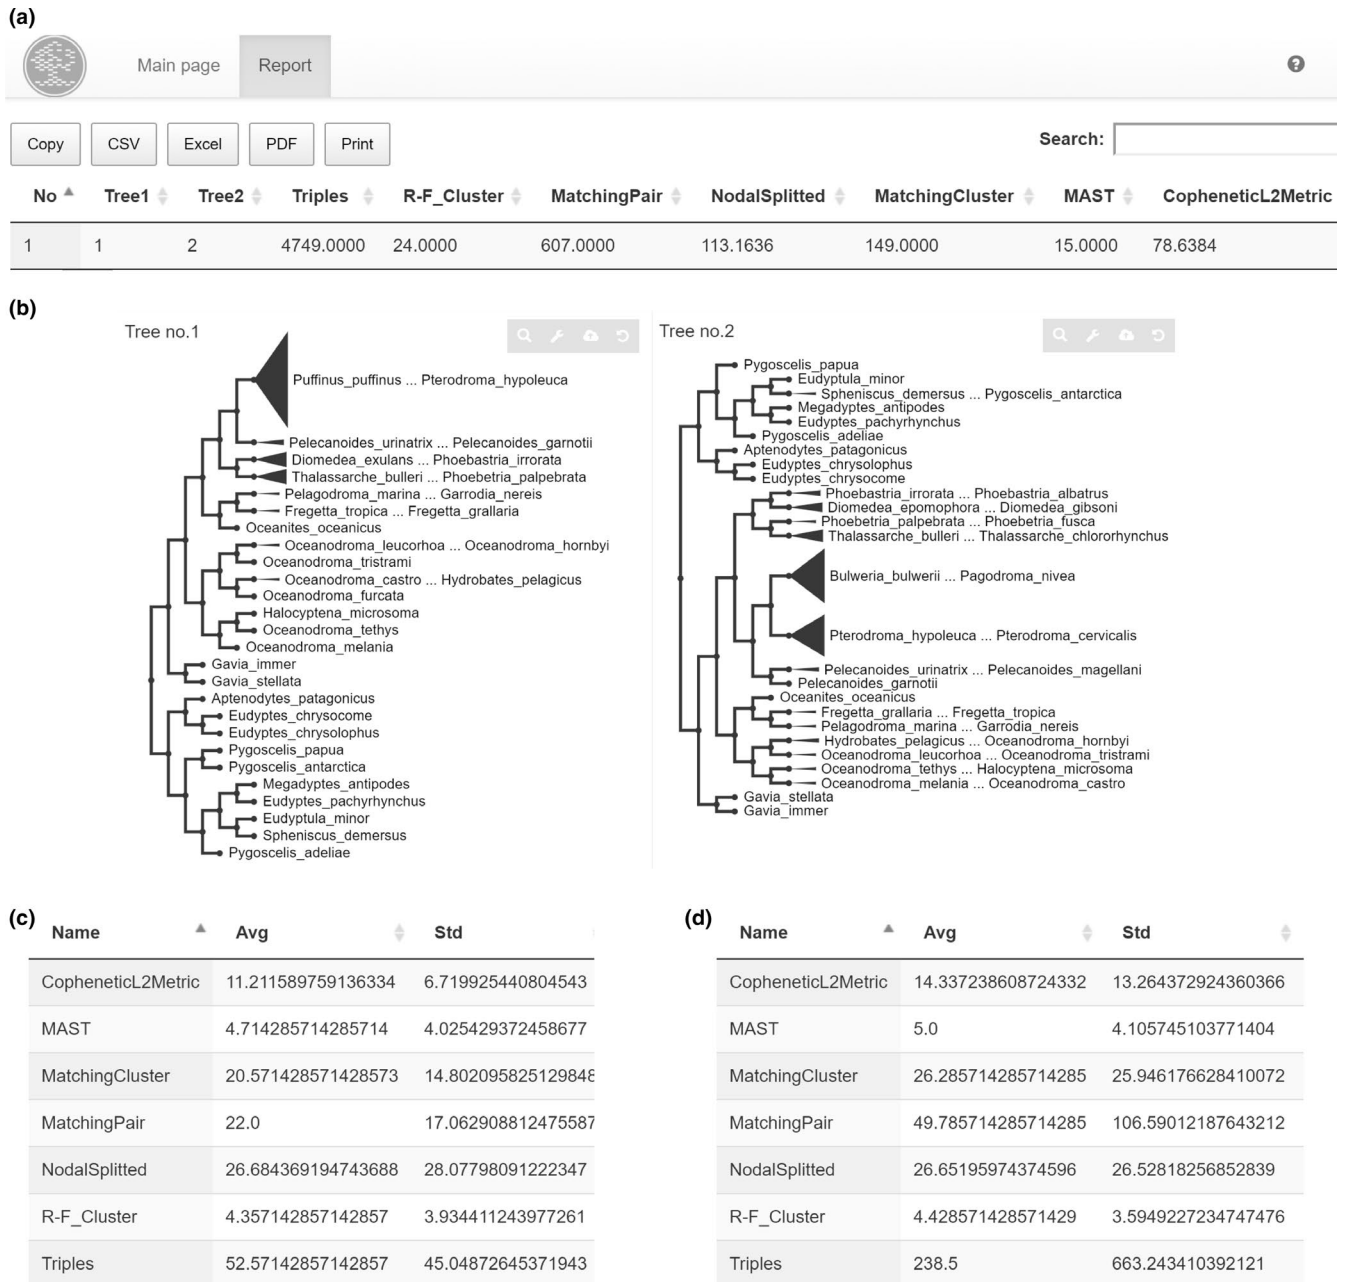 (a)
Main page Report
Copy CSV Excel PDF Print Search:
No Tree1 Tree2 Triples R-F_Cluster MatchingPair NodalSplitted MatchingCluster MAST CopheneticL2Metric
1 1 2 4749.0000 24.0000 607.0000 113.1636 149.0000 15.0000 78.6384
(b)
Tree no.1
Puffinus_puffinus ... Pterodroma_hypoleuca
Pelecanoides_urinatrix ... Pelecanoides_garnotii
Diomedea_exulans ... Phoebastria_irrorata
Thalassarche_bulleri ... Phoebetria_palpebrata
Pelagodroma_marina ... Garrodia_nereis
Fregetta_tropica ... Fregetta_grallaria
Oceanites_oceanicus
Oceanodroma_leucorhoa ... Oceanodroma_hornbyi
Oceanodroma_tristrami
Oceanodroma_castro ... Hydrobates_pelagicus
Oceanodroma_furcata
Halocyptena_microsoma
Oceanodroma_tethys
Oceanodroma_melania
Gavia_immer
Gavia_stellata
Aptenodytes_patagonicus
Eudyptes_chrysocome
Eudyptes_chrysolophus
Pygoscelis_papua
Pygoscelis_antarctica
Megadyptes_antipodes
Eudyptes_pachyrhynchus
Eudyptula_minor
Spheniscus_demersus
Pygoscelis_adeliae
Tree no.2
Pygoscelis_papua
Eudyptula_minor
Spheniscus_demersus ... Pygoscelis_antarctica
Megadyptes_antipodes
Eudyptes_pachyrhynchus
Pygoscelis_adeliae
Aptenodytes_patagonicus
Eudyptes_chrysolophus
Eudyptes_chrysocome
Phoebastria_irrorata ... Phoebastria_albatrus
Diomedea_epomophora ... Diomedea_gibsoni
Phoebetria_palpebrata ... Phoebetria_fusca
Thalassarche_bulleri ... Thalassarche_chlororhynchus
Bulweria_bulwerii ... Pagodroma_nivea
Pterodroma_hypoleuca ... Pterodroma_cervicalis
Pelecanoides_urinatrix ... Pelecanoides_magellani
Pelecanoides_garnotii
Oceanites_oceanicus
Fregetta_grallaria ... Fregetta_tropica
Pelagodroma_marina ... Garrodia_nereis
Hydrobates_pelagicus ... Oceanodroma_hornbyi
Oceanodroma_leucorhoa ... Oceanodroma_tristrami
Oceanodroma_tethys ... Halocyptena_microsoma
Oceanodroma_melania ... Oceanodroma_castro
Gavia_stellata
Gavia_immer
(c)
Name Avg Std
CopheneticL2Metric 11.211589759136334 6.719925440804543
MAST 4.714285714285714 4.025429372458677
MatchingCluster 20.571428571428573 14.802095825129848
MatchingPair 22.0 17.062908812475587
NodalSplitted 26.684369194743688 28.07798091222347
R-F_Cluster 4.357142857142857 3.934411243977261
Triples 52.57142857142857 45.04872645371943
(d)
Name Avg Std
CopheneticL2Metric 14.337238608724332 13.264372924360366
MAST 5.0 4.105745103771404
MatchingCluster 26.285714285714285 25.946176628410072
MatchingPair 49.785714285714285 106.59012187643212
NodalSplitted 26.65195974374596 26.52818256852839
R-F_Cluster 4.428571428571429 3.5949227234747476
Triples 238.5 663.243410392121